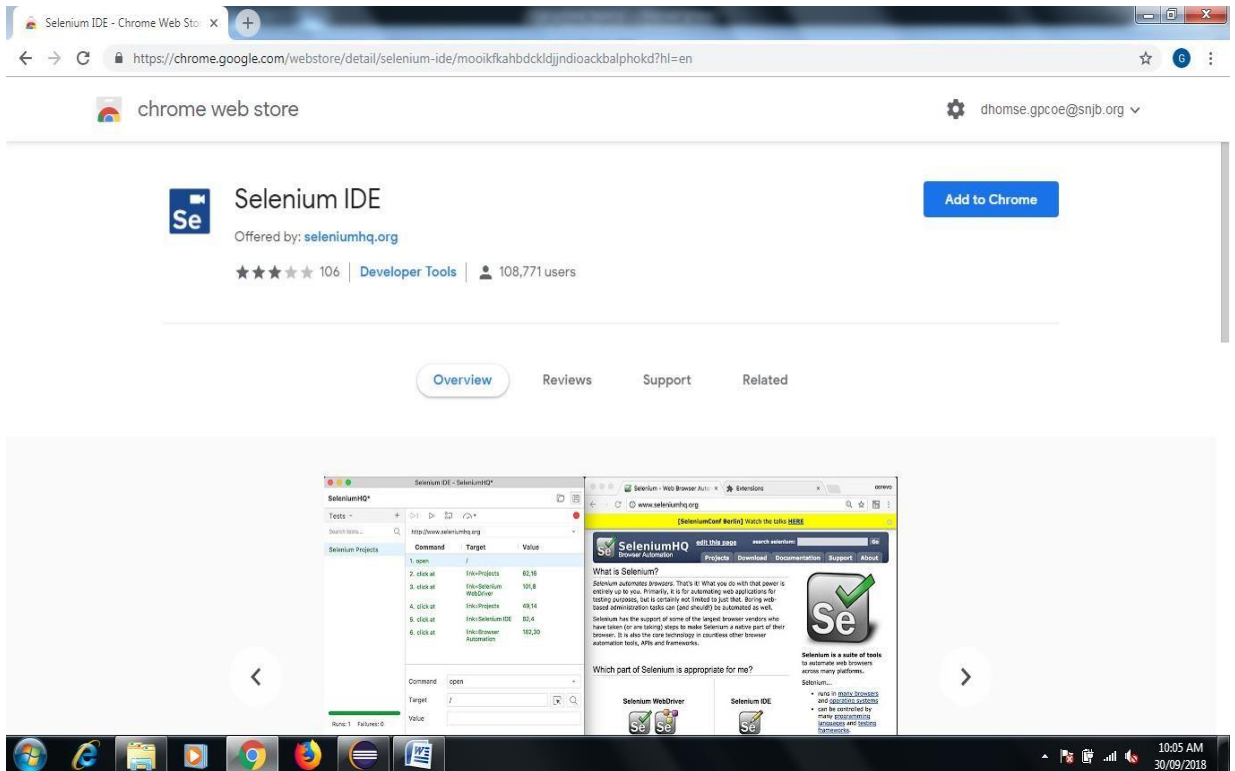 Selenium IDE - Chrome Web Sto
https://chrome.google.com/webstore/detail/selenium-ide/mooikfkahbdckldjjndioackbalphokd?hl=en
G
chrome web store
dhomse.gpcoe@snjb.org
Se
Selenium IDE
Add to Chrome
Offered by: seleniumhq.org
106 Developer Tools 108,771 users
Overview Reviews Support Related
Selenium IDE - SeleniumHQ*
SeleniumHQ*
Tests
Search tests...
http://www.seleniumhq.org
Selenium Projects
Command Target Value
1. open /
2. click at link=Projects 82,16
3. click at link=Selenium WebDriver 101,8
4. click at link=Projects 49,14
5. click at link=Selenium IDE 82,4
6. click at link=Browser Automation 182,20
Command open
Target /
Value
Runs: 1 Failures: 0
Selenium - Web Browser Auto
Extensions
www.seleniumhq.org
[SeleniumConf Berlin] Watch the talks HERE
Se SeleniumHQ
Browser Automation
edit this page search selenium: Go
Projects Download Documentation Support About
What is Selenium?
Selenium automates browsers. That's it! What you do with that power is
entirely up to you. Primarily, it is for automating web applications for
testing purposes, but is certainly not limited to just that. Boring web-
based administration tasks can (and should!) be automated as well.
Selenium has the support of some of the largest browser vendors who
have taken (or are taking) steps to make Selenium a native part of their
browser. It is also the core technology in countless other browser
automation tools, APIs and frameworks.
Which part of Selenium is appropriate for me?
Selenium WebDriver Selenium IDE
Se
Selenium is a suite of tools
to automate web browsers
across many platforms.
Selenium...
runs in many browsers
and operating systems
can be controlled by
many programming
languages and testing
frameworks.
10:05 AM
30/09/2018